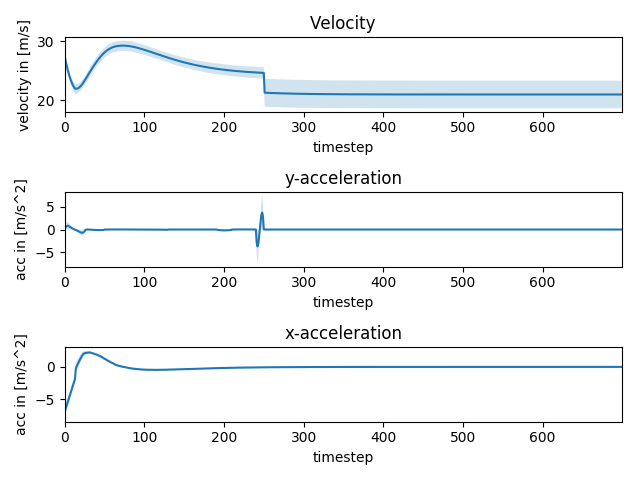 Velocity
velocity in [m/s]
30
20
0 100 200 300 400 500 600
timestep
y-acceleration
acc in [m/s^2]
5
0
−5
0 100 200 300 400 500 600
timestep
x-acceleration
acc in [m/s^2]
0
−5
0 100 200 300 400 500 600
timestep